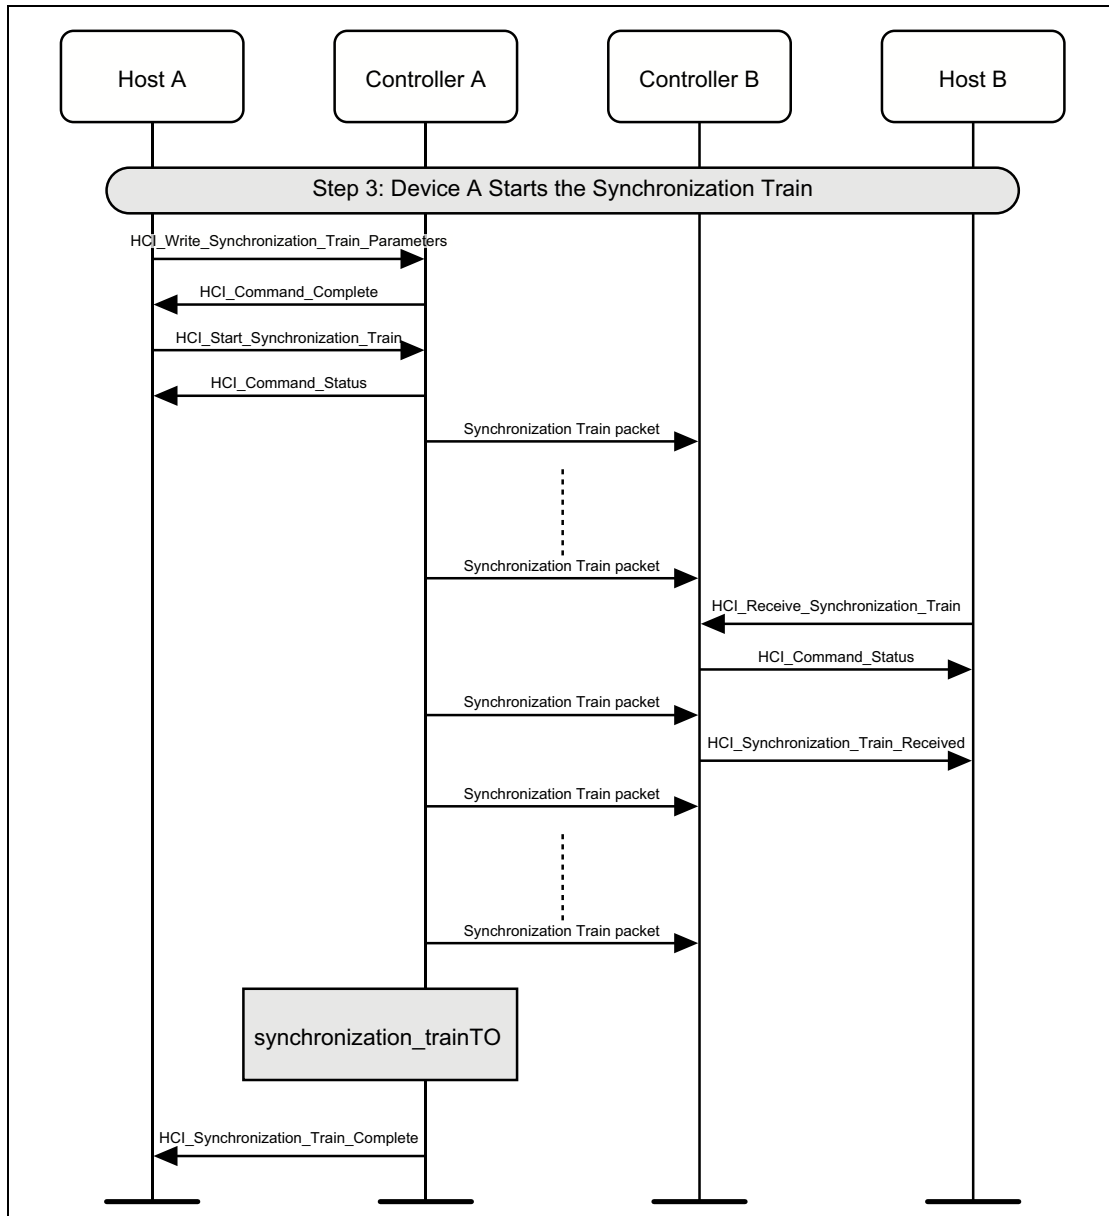 Host A
Controller A
Controller B
Host B
Step 3: Device A Starts the Synchronization Train
HCI_Write_Synchronization_Train_Parameters
HCI_Command_Complete
HCI_Start_Synchronization_Train
HCI_Command_Status
Synchronization Train packet
Synchronization Train packet
HCI_Receive_Synchronization_Train
HCI_Command_Status
Synchronization Train packet
HCI_Synchronization_Train_Received
Synchronization Train packet
Synchronization Train packet
synchronization_trainTO
HCI_Synchronization_Train_Complete